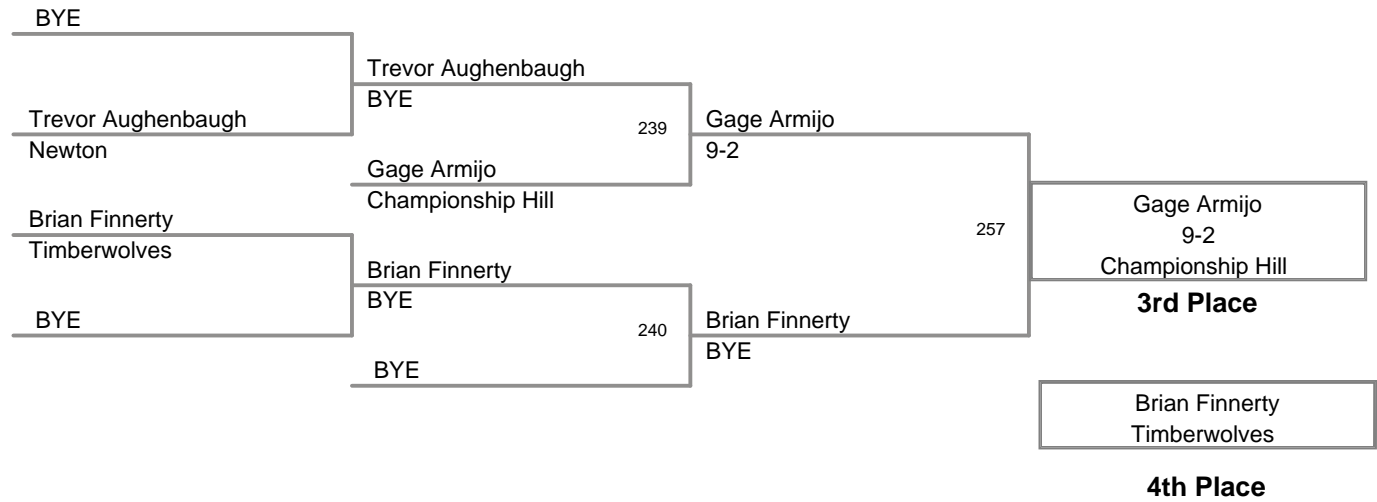 BYE
Trevor Aughenbaugh
BYE
Trevor Aughenbaugh
Newton
239
Gage Armijo
9-2
Gage Armijo
Championship Hill
Brian Finnerty
Timberwolves
257
Gage Armijo
9-2
Championship Hill
3rd Place
Brian Finnerty
BYE
BYE
240
Brian Finnerty
BYE
BYE
Brian Finnerty
Timberwolves
4th Place